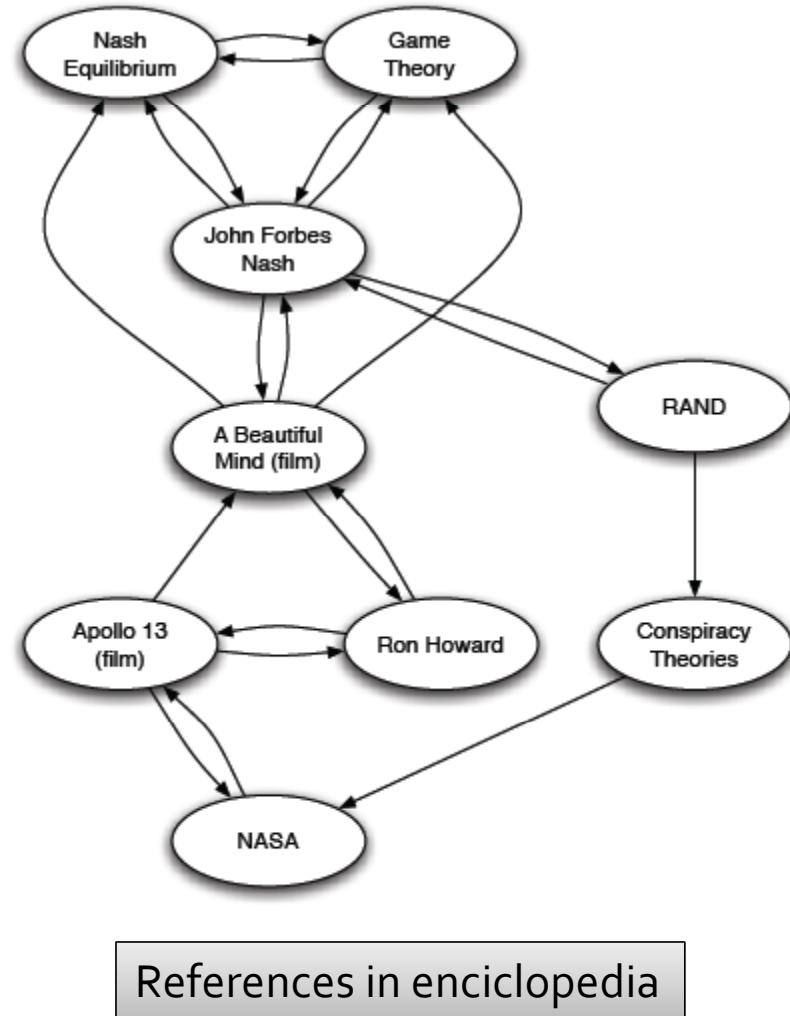 Nash
Equilibrium
Game
Theory
John Forbes
Nash
RAND
A Beautiful
Mind (film)
Apollo 13
(film)
Ron Howard
Conspiracy
Theories
NASA
References in enciclopedia